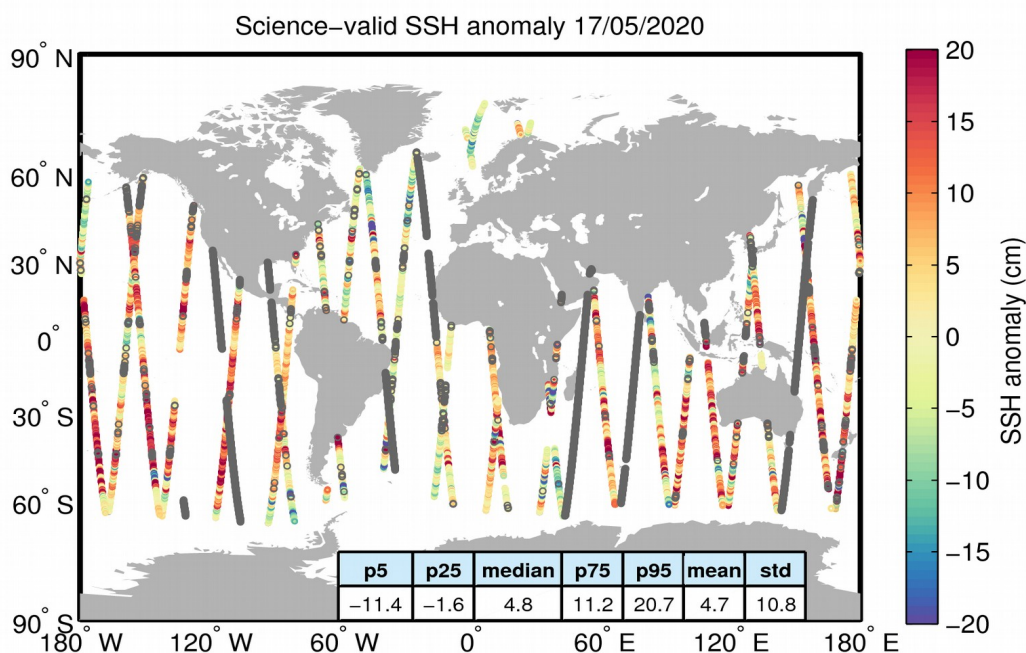 Science−valid SSH anomaly 17/05/2020
90° N
60° N
30° N
0°
30° S
60° S
90° S
180° W
120° W
60° W
0°
60° E
120° E
180° E
p5 p25 median p75 p95 mean std
−11.4 −1.6 4.8 11.2 20.7 4.7 10.8
20
15
10
5
0
−5
−10
−15
−20
SSH anomaly (cm)